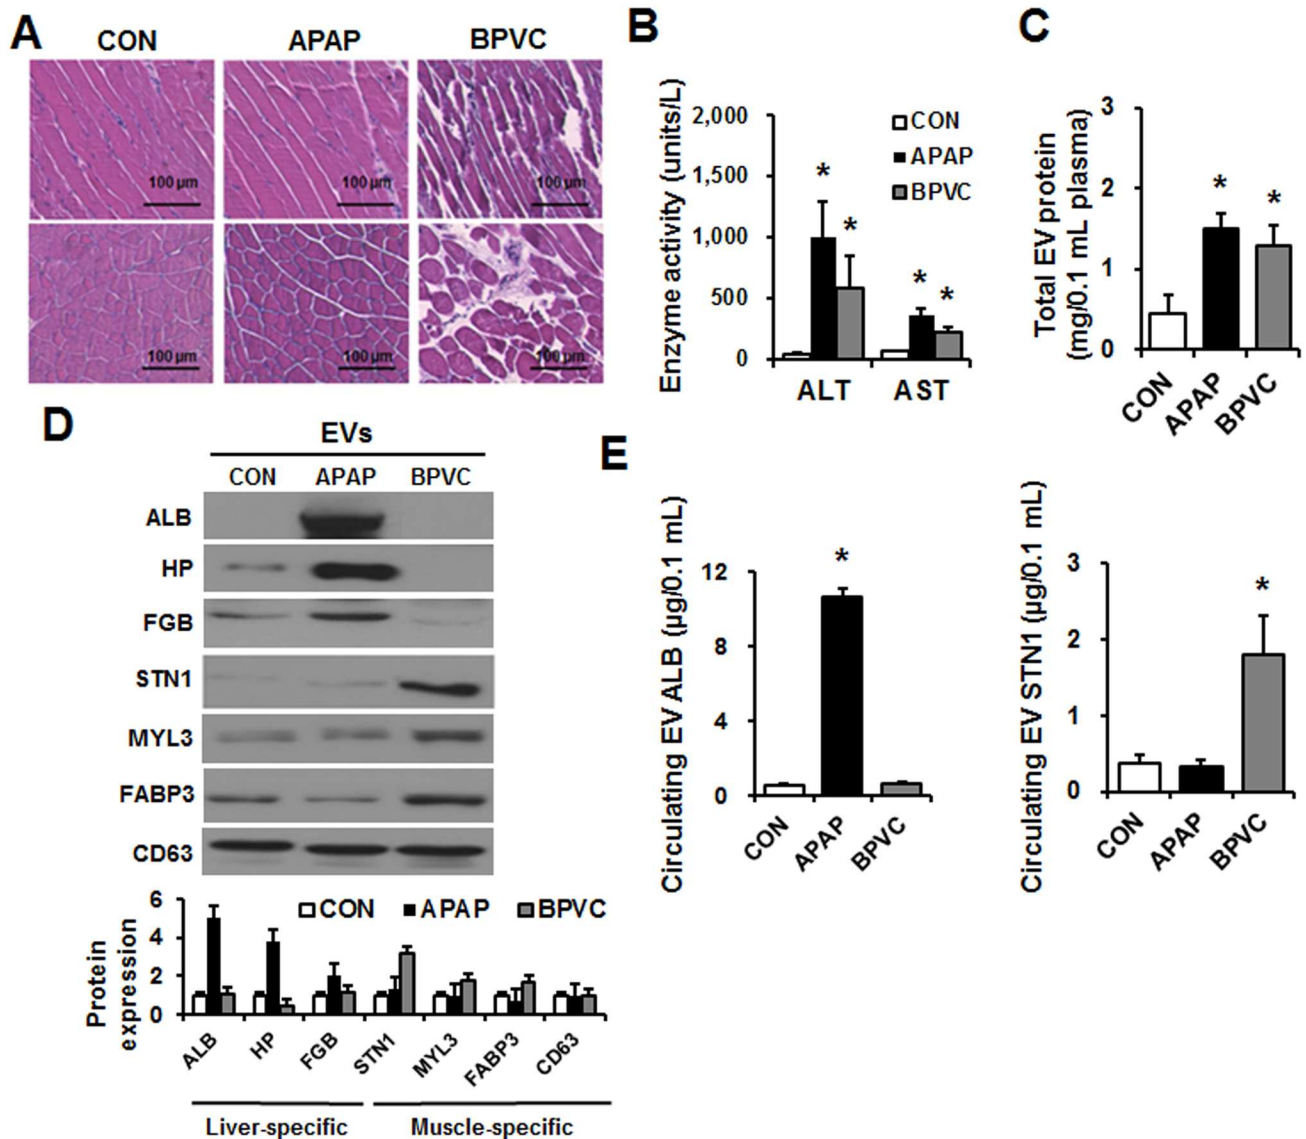 A
CON
APAP
BPVC
100 µm
100 µm
100 µm
100 µm
100 µm
100 µm
B
Enzyme activity (units/L)
2,000
1,500
1,000
500
0
CON
APAP
BPVC
*
*
*
*
ALT
AST
C
Total EV protein
(mg/0.1 mL plasma)
3
2
1
0
*
*
CON
APAP
BPVC
D
EVs
CON
APAP
BPVC
ALB
HP
FGB
STN1
MYL3
FABP3
CD63
Protein
expression
6
4
2
0
CON
APAP
BPVC
ALB
HP
FGB
STN1
MYL3
FABP3
CD63
Liver-specific
Muscle-specific
E
Circulating EV ALB (µg/0.1 mL)
12
8
4
0
*
CON
APAP
BPVC
Circulating EV STN1 (µg/0.1 mL)
3
2
1
0
*
CON
APAP
BPVC